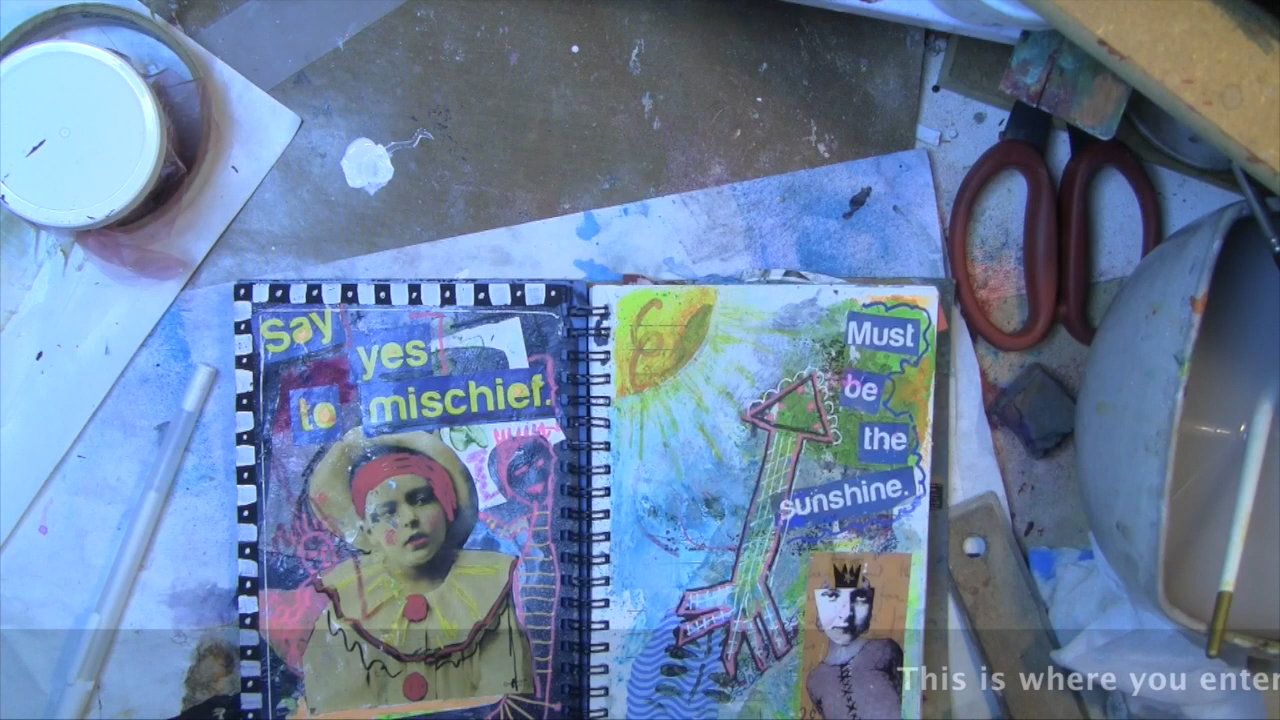 Say
yes
to
mischief.
Must
be
the
sunshine.
This is where you enter